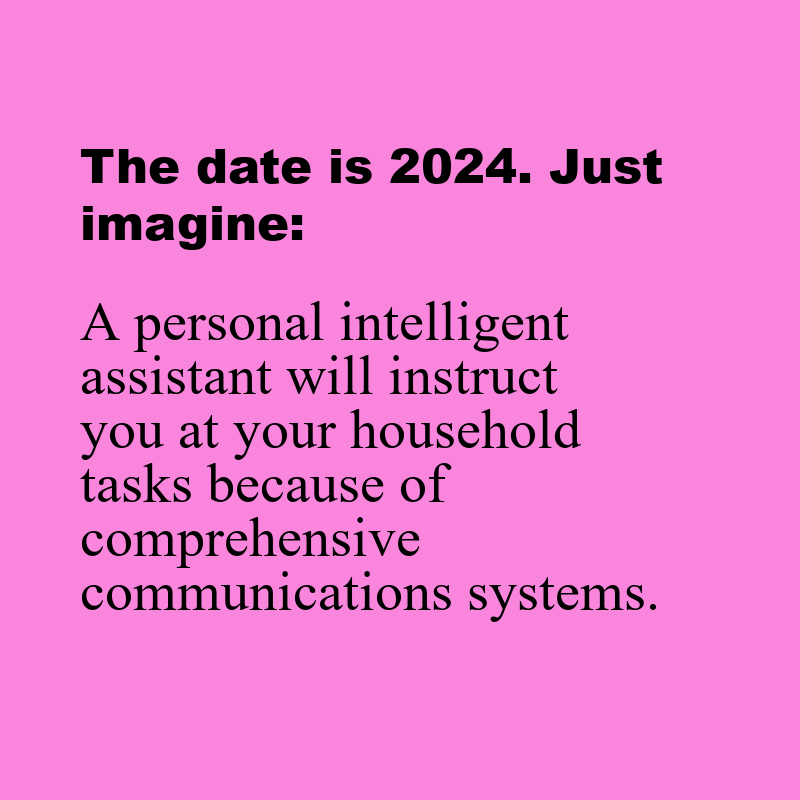 The date is 2024. Just
imagine:
A personal intelligent
assistant will instruct
you at your household
tasks because of
comprehensive
communications systems.